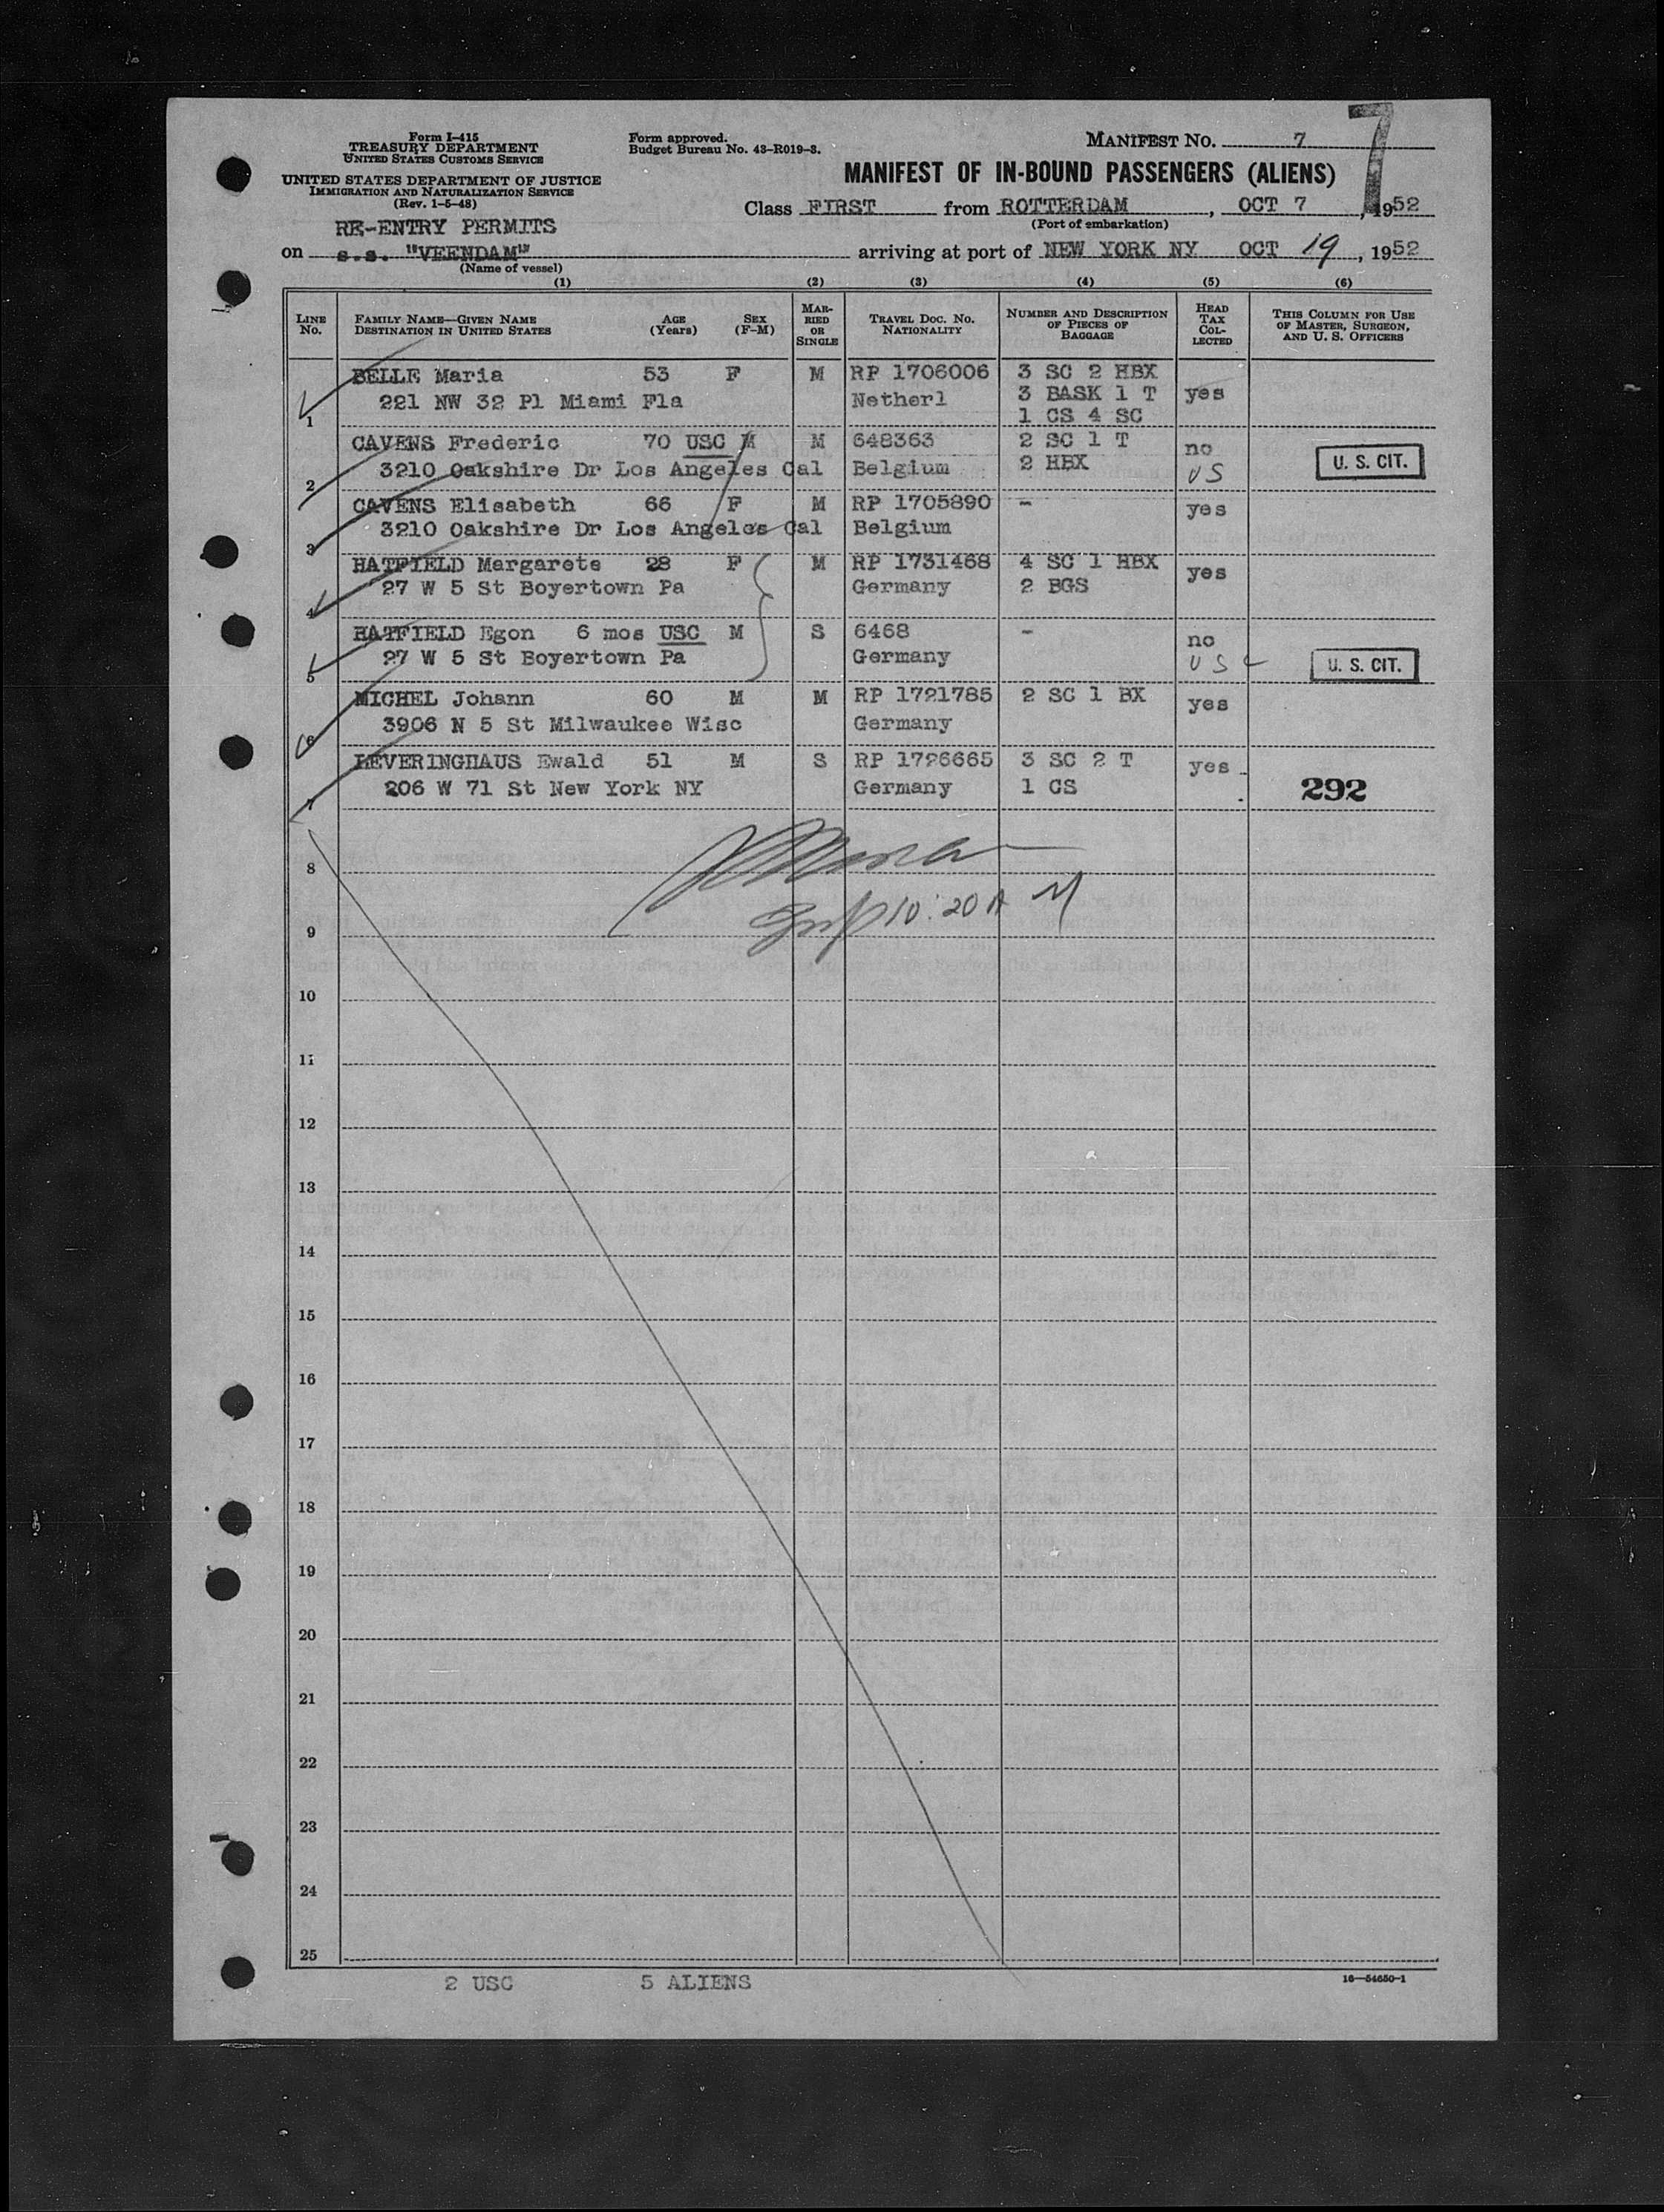 Form I-415
TREASURY DEPARTMENT
UNITED STATES CUSTOMS SERVICE
UNITED STATES DEPARTMENT OF JUSTICE
IMMIGRATION AND NATURALIZATION SERVICE
(Rev. 1-5-48)
Form approved.
Budget Bureau No. 43-R019-3.
MANIFEST NO. 7
7
MANIFEST OF IN-BOUND PASSENGERS (ALIENS)
Class FIRST from ROTTERDAM, OCT 7, 1952
(Port of embarkation)
RE-ENTRY PERMITS
on s.s. "VEENDAM" arriving at port of NEW YORK NY OCT 19, 1952
(Name of vessel)
(1) (2) (3) (4) (5) (6)
LINE No. FAMILY NAME—GIVEN NAME DESTINATION IN UNITED STATES AGE (Years) SEX (F-M) MARRIED OR SINGLE TRAVEL DOC. NO. NATIONALITY NUMBER AND DESCRIPTION OF PIECES OF BAGGAGE HEAD TAX COLLECTED THIS COLUMN FOR USE OF MASTER, SURGEON, AND U. S. OFFICERS
BELLE Maria 53 F M RP 1706006 3 SC 2 HBX
221 NW 32 Pl Miami Fla Netherl 3 BASK 1 T yes
1 1 CS 4 SC
CAVENS Frederic 70 USC M M 648363 2 SC 1 T no
3210 Oakshire Dr Los Angeles Cal Belgium 2 HBX U. S. CIT.
2 US
CAVENS Elisabeth 66 F M RP 1705890 - yes
3210 Oakshire Dr Los Angeles Cal Belgium
3
HATFIELD Margarete 28 F M RP 1731468 4 SC 1 HBX yes
27 W 5 St Boyertown Pa Germany 2 BGS
4
HATFIELD Egon 6 mos USC M S 6468 - no
27 W 5 St Boyertown Pa Germany USC U. S. CIT.
5
MICHEL Johann 60 M M RP 1721785 2 SC 1 BX yes
3906 N 5 St Milwaukee Wisc Germany
6
LEVERINGHAUS Ewald 51 M S RP 1726665 3 SC 2 T yes
206 W 71 St New York NY Germany 1 CS 292
7
8
10:20 A M
9
10
11
12
13
14
15
16
17
18
19
20
21
22
23
24
25
2 USC 5 ALIENS
16—54650-1